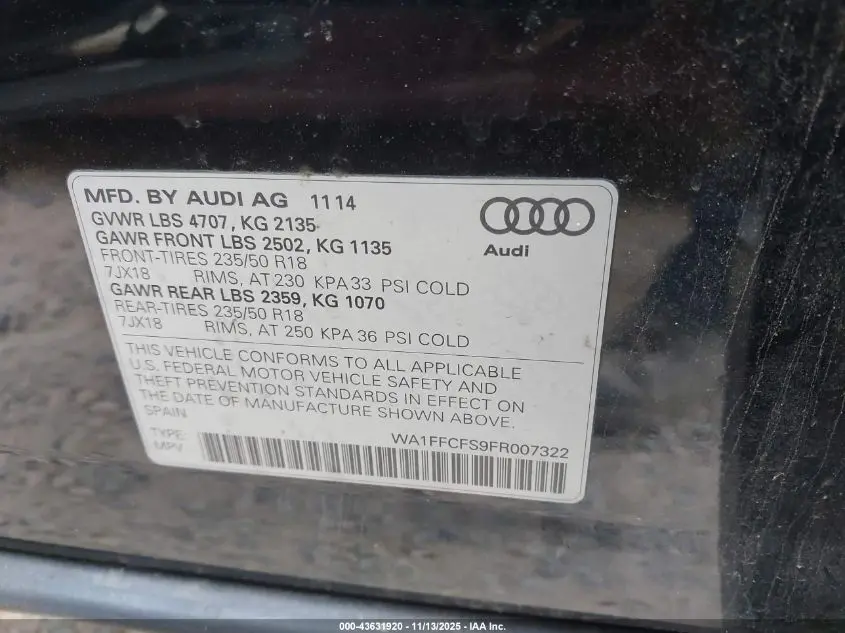 MFD. BY AUDI AG 1114
GVWR LBS 4707, KG 2135
GAWR FRONT LBS 2502, KG 1135
FRONT-TIRES 235/50 R18
7JX18 RIMS, AT 230 KPA 33 PSI COLD
GAWR REAR LBS 2359, KG 1070
REAR-TIRES 235/50 R18
7JX18 RIMS, AT 250 KPA 36 PSI COLD
Audi
THIS VEHICLE CONFORMS TO ALL APPLICABLE
U.S. FEDERAL MOTOR VEHICLE SAFETY AND
THEFT PREVENTION STANDARDS IN EFFECT ON
THE DATE OF MANUFACTURE SHOWN ABOVE.
SPAIN
TYPE:
MPV
WA1FFCFS9FR007322
000-43631920 - 11/13/2025 - IAA Inc.